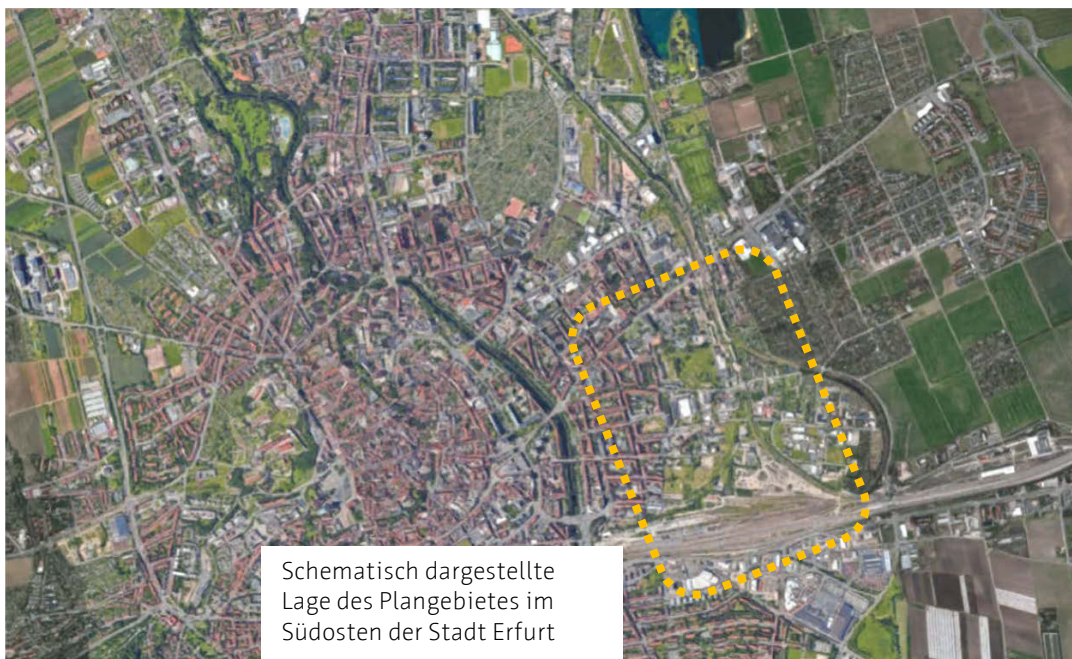 Schematisch dargestellte
Lage des Plangebietes im
Südosten der Stadt Erfurt